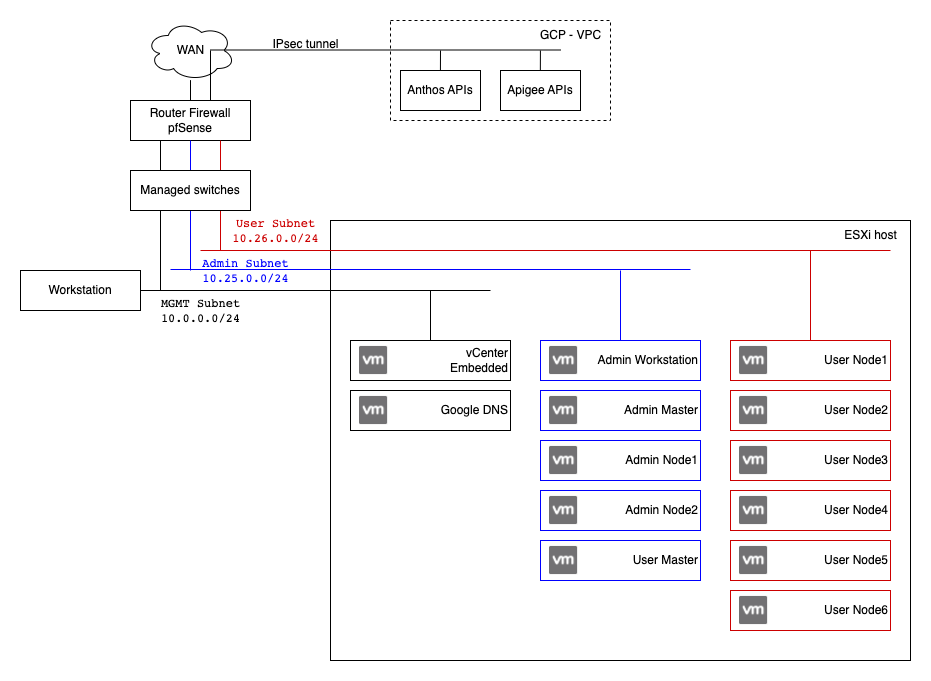 GCP - VPC
WAN
IPsec tunnel
Anthos APIs
Apigee APIs
Router Firewall
pfSense
Managed switches
User Subnet
10.26.0.0/24
ESXi host
Admin Subnet
10.25.0.0/24
Workstation
MGMT Subnet
10.0.0.0/24
vm
vCenter
Embedded
vm
Admin Workstation
vm
User Node1
vm
Google DNS
vm
Admin Master
vm
User Node2
vm
Admin Node1
vm
User Node3
vm
Admin Node2
vm
User Node4
vm
User Master
vm
User Node5
vm
User Node6